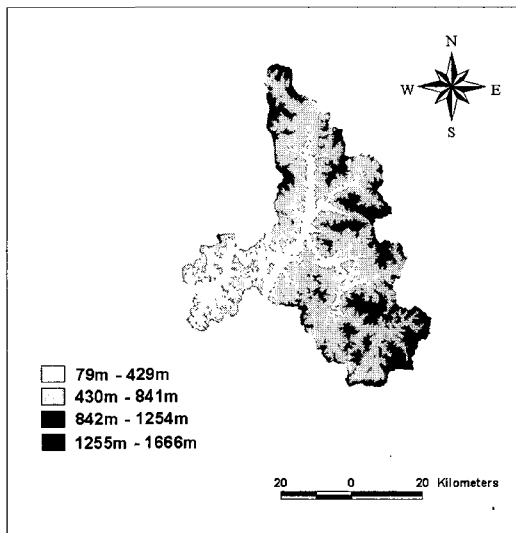 N
W E
S
79m - 429m
430m - 841m
842m - 1254m
1255m - 1666m
20 0 20 Kilometers